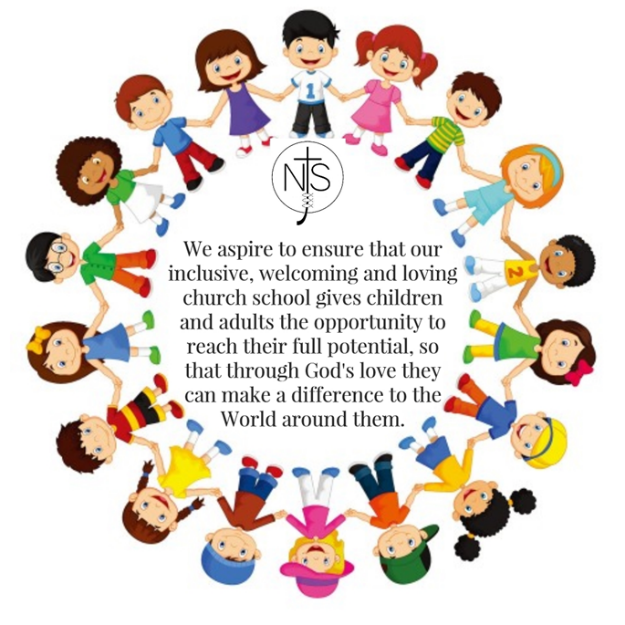 1
2
NJS
We aspire to ensure that our
inclusive, welcoming and loving
church school gives children
and adults the opportunity to
reach their full potential, so
that through God's love they
can make a difference to the
World around them.